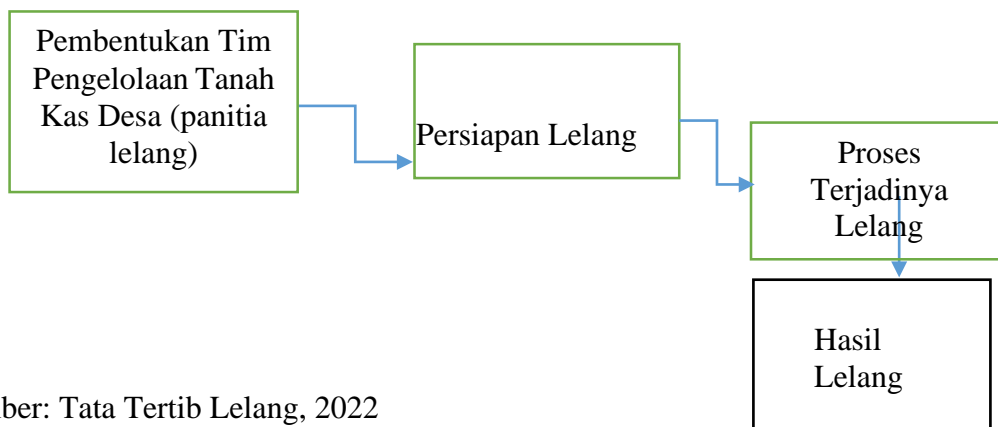 Pembentukan Tim
Pengelolaan Tanah
Kas Desa (panitia
lelang)
Persiapan Lelang
Proses
Terjadinya
Lelang
Hasil
Lelang
ber: Tata Tertib Lelang, 2022